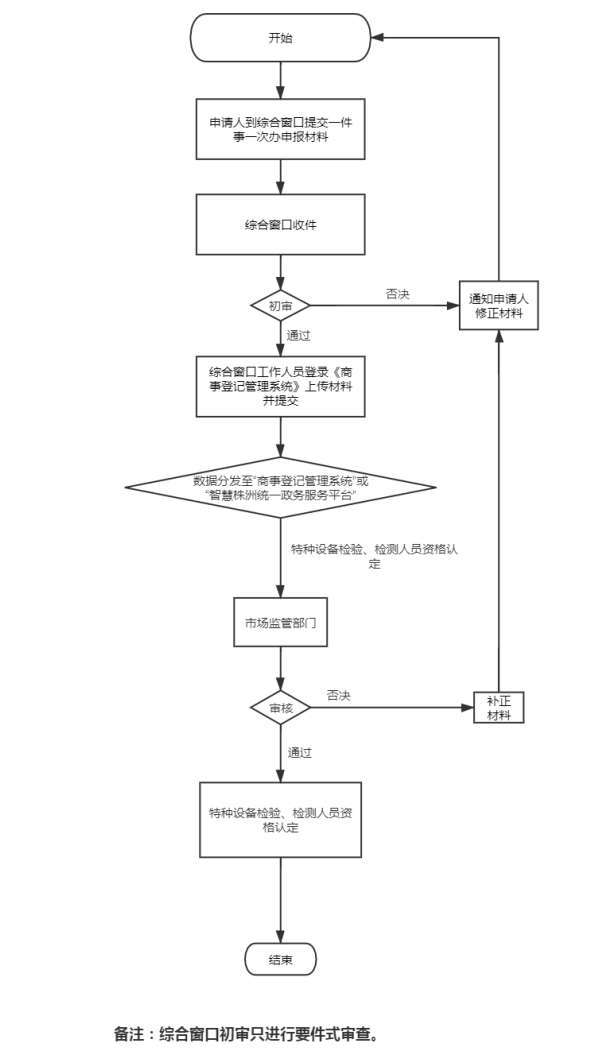 开始
申请人到综合窗口提交一件
事一次办申报材料
综合窗口收件
初审
否决
通知申请人
修正材料
通过
综合窗口工作人员登录《商
事登记管理系统》上传材料
并提交
数据分发至“商事登记管理系统”或
“智慧株洲统一政务服务平台”
特种设备检验、检测人员资格认
定
市场监管部门
审核
否决
补正
材料
通过
特种设备检验、检测人员资
格认定
结束
备注：综合窗口初审只进行要件式审查。